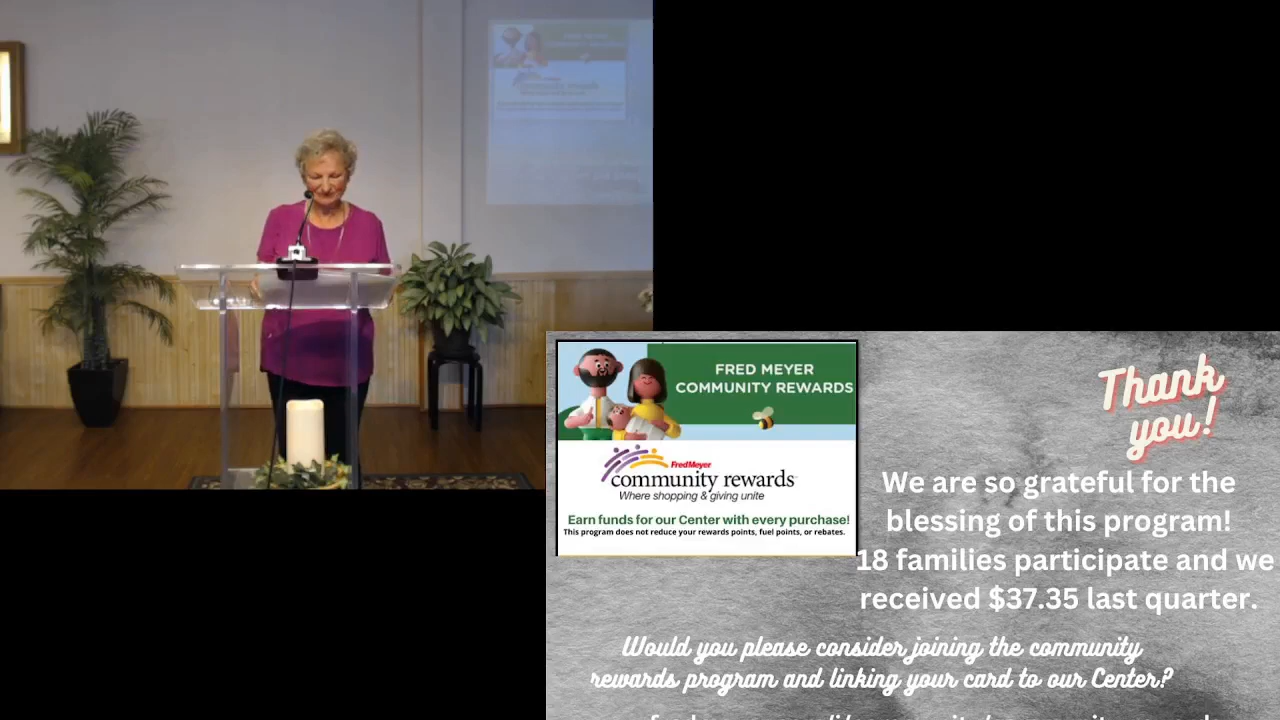 FRED MEYER
COMMUNITY REWARDS
FredMeyer
community rewards
Where shopping & giving unite
Earn funds for our Center with every purchase!
This program does not reduce your rewards points, fuel points, or rebates.
Thank
you!
We are so grateful for the
blessing of this program!
18 families participate and we
received $37.35 last quarter.
Would you please consider joining the community
rewards program and linking your card to our Center?